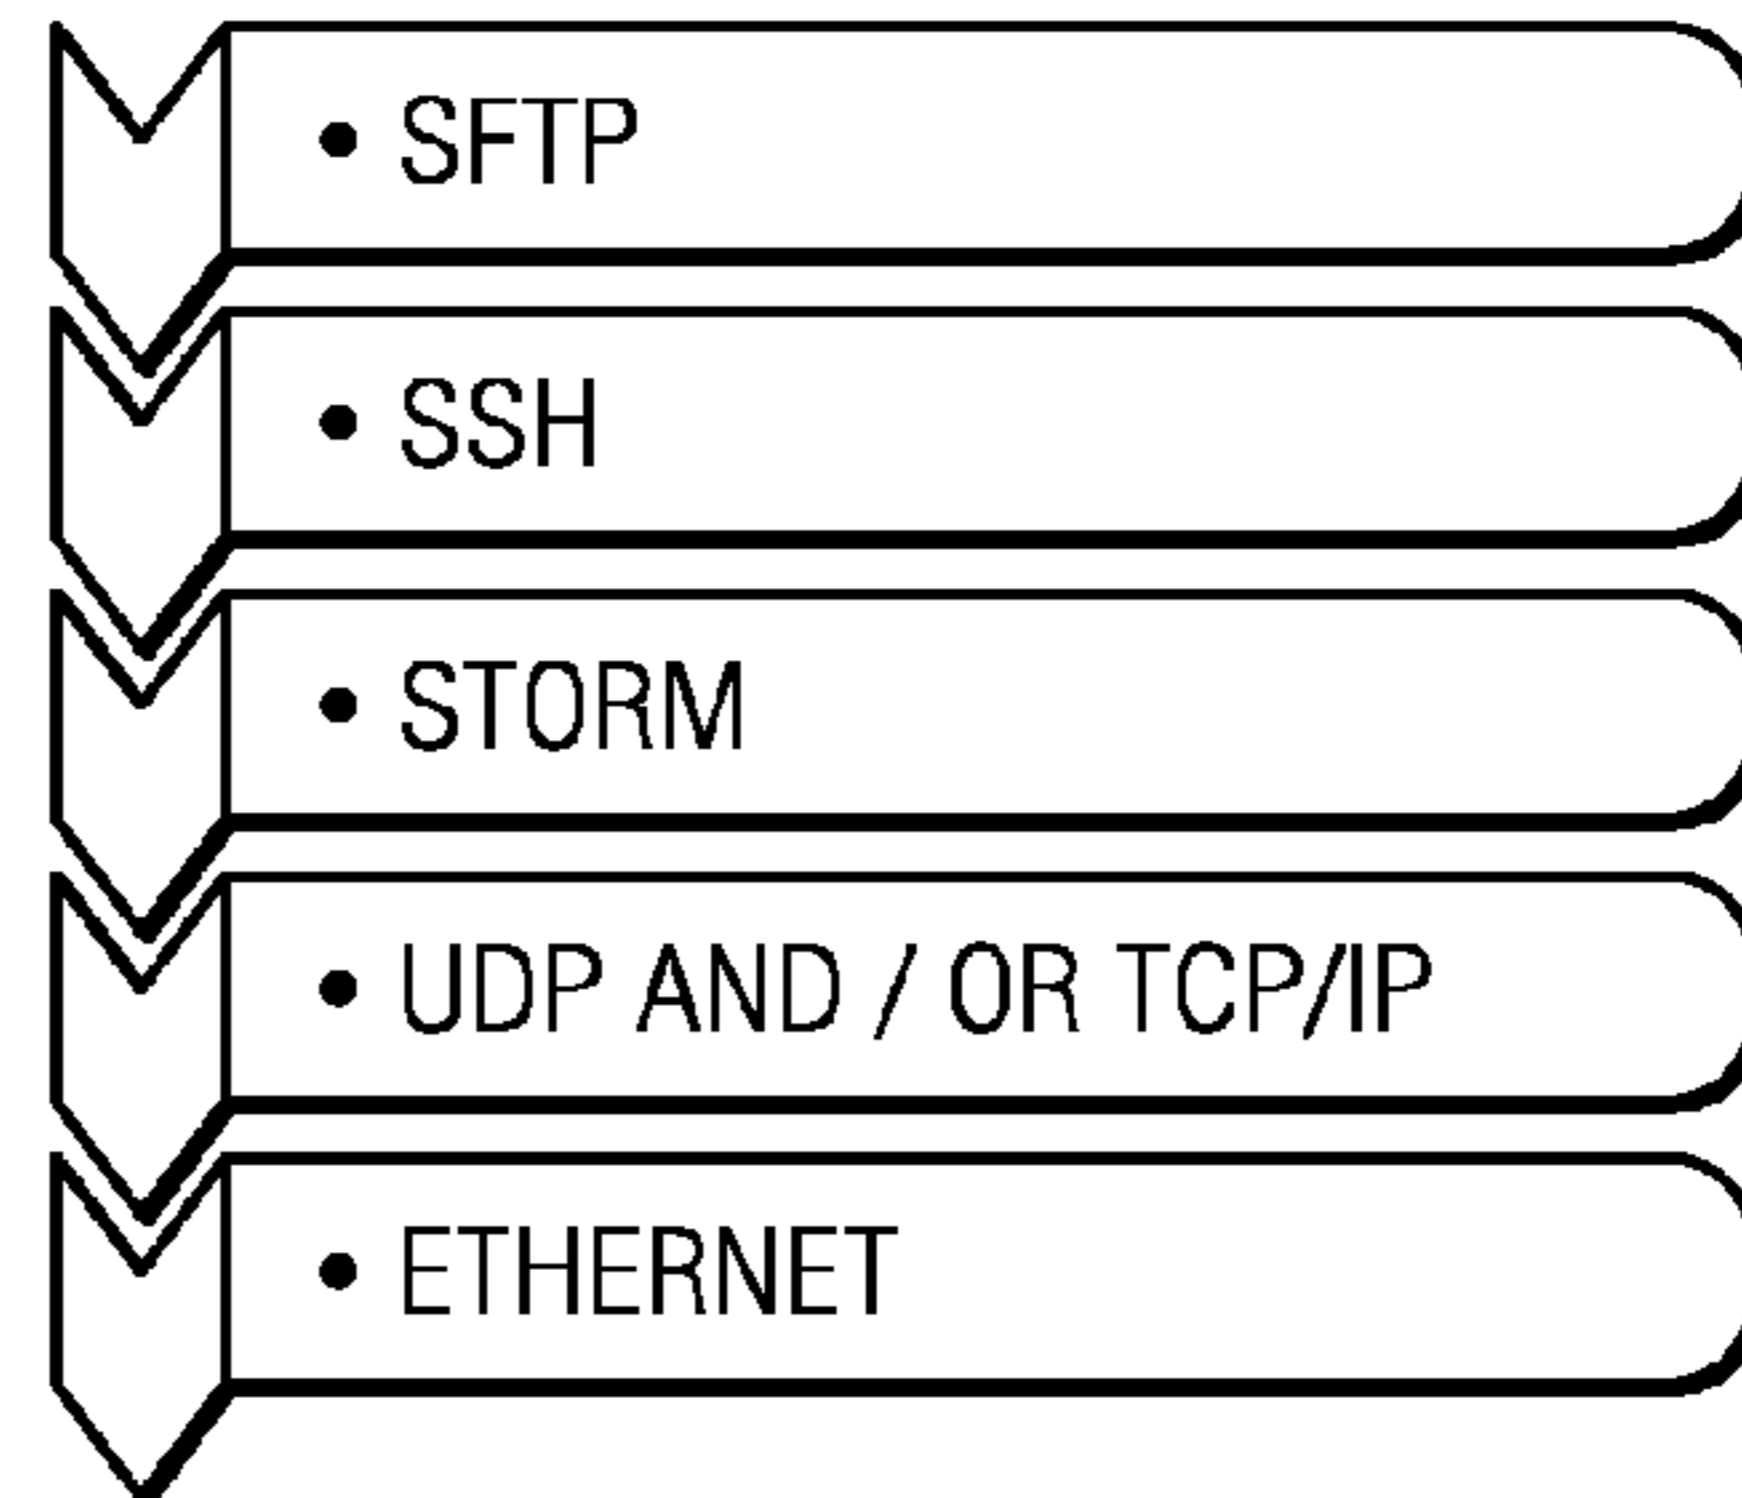 • SFTP
• SSH
• STORM
• UDP AND / OR TCP/IP
• ETHERNET